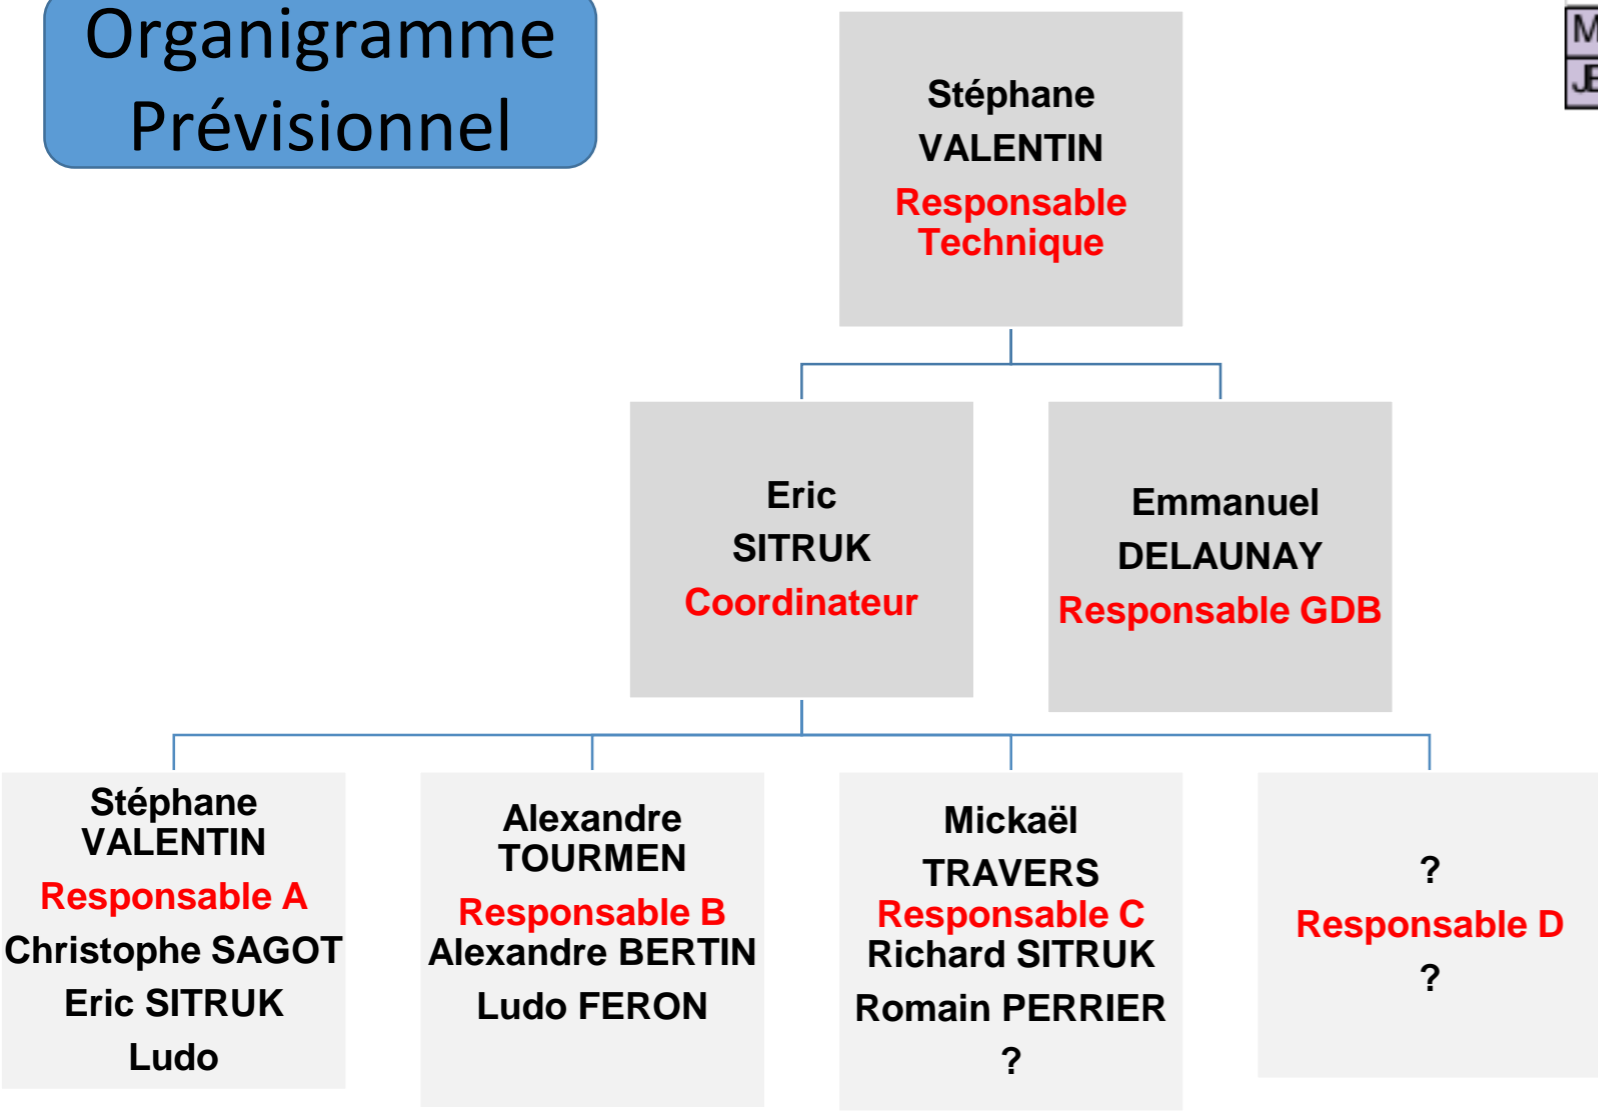 Organigramme
Prévisionnel
Stéphane
VALENTIN
Responsable
Technique
Eric
SITRUK
Coordinateur
Emmanuel
DELAUNAY
Responsable GDB
Stéphane
VALENTIN
Responsable A
Christophe SAGOT
Eric SITRUK
Ludo
Alexandre
TOURMEN
Responsable B
Alexandre BERTIN
Ludo FERON
Mickaël
TRAVERS
Responsable C
Richard SITRUK
Romain PERRIER
?
?
Responsable D
?